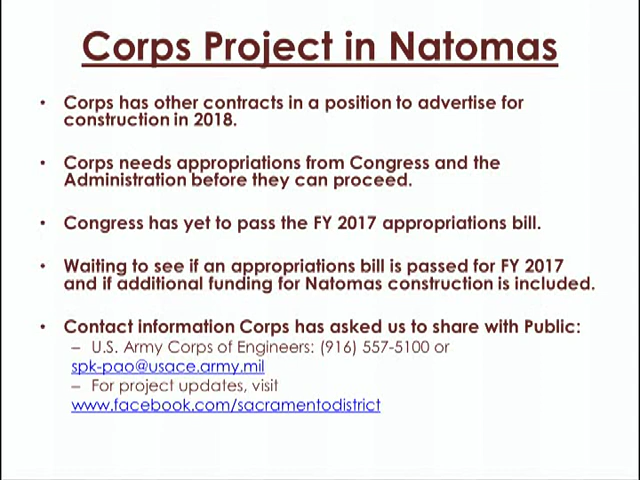 Corps Project in Natomas
• Corps has other contracts in a position to advertise for
construction in 2018.
• Corps needs appropriations from Congress and the
Administration before they can proceed.
• Congress has yet to pass the FY 2017 appropriations bill.
• Waiting to see if an appropriations bill is passed for FY 2017
and if additional funding for Natomas construction is included.
• Contact information Corps has asked us to share with Public:
– U.S. Army Corps of Engineers: (916) 557-5100 or
spk-pao@usace.army.mil
– For project updates, visit
www.facebook.com/sacramentodistrict